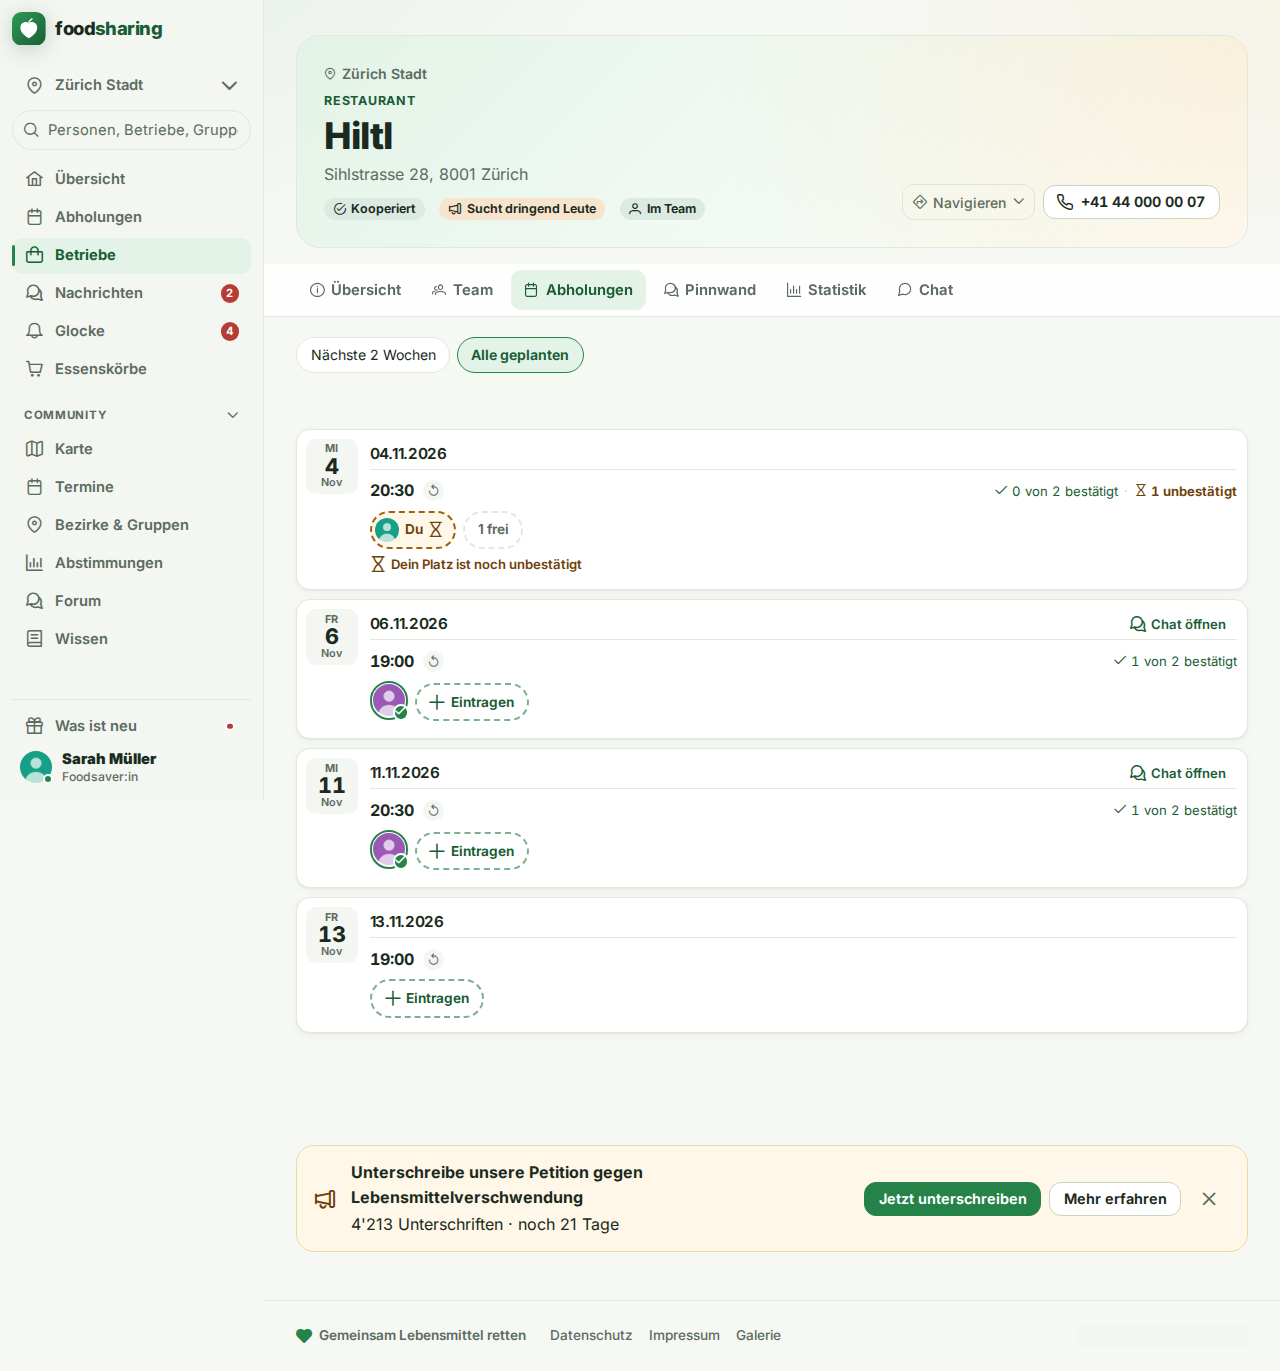 foodsharing
Zürich Stadt
Personen, Betriebe, Grupp
Übersicht
Abholungen
Betriebe
Nachrichten 2
Glocke 4
Essenskörbe
COMMUNITY
Karte
Termine
Bezirke & Gruppen
Abstimmungen
Forum
Wissen
Was ist neu
Sarah Müller
Foodsaver:in
Zürich Stadt
RESTAURANT
Hiltl
Sihlstrasse 28, 8001 Zürich
Kooperiert Sucht dringend Leute Im Team
Navigieren +41 44 000 00 07
Übersicht Team Abholungen Pinnwand Statistik Chat
Nächste 2 Wochen Alle geplanten
MI
4
Nov
04.11.2026
20:30 0 von 2 bestätigt · 1 unbestätigt
Du 1 frei
Dein Platz ist noch unbestätigt
FR
6
Nov
06.11.2026 Chat öffnen
19:00 1 von 2 bestätigt
Eintragen
MI
11
Nov
11.11.2026 Chat öffnen
20:30 1 von 2 bestätigt
Eintragen
FR
13
Nov
13.11.2026
19:00
Eintragen
Unterschreibe unsere Petition gegen
Lebensmittelverschwendung
4'213 Unterschriften · noch 21 Tage
Jetzt unterschreiben Mehr erfahren
Gemeinsam Lebensmittel retten Datenschutz Impressum Galerie